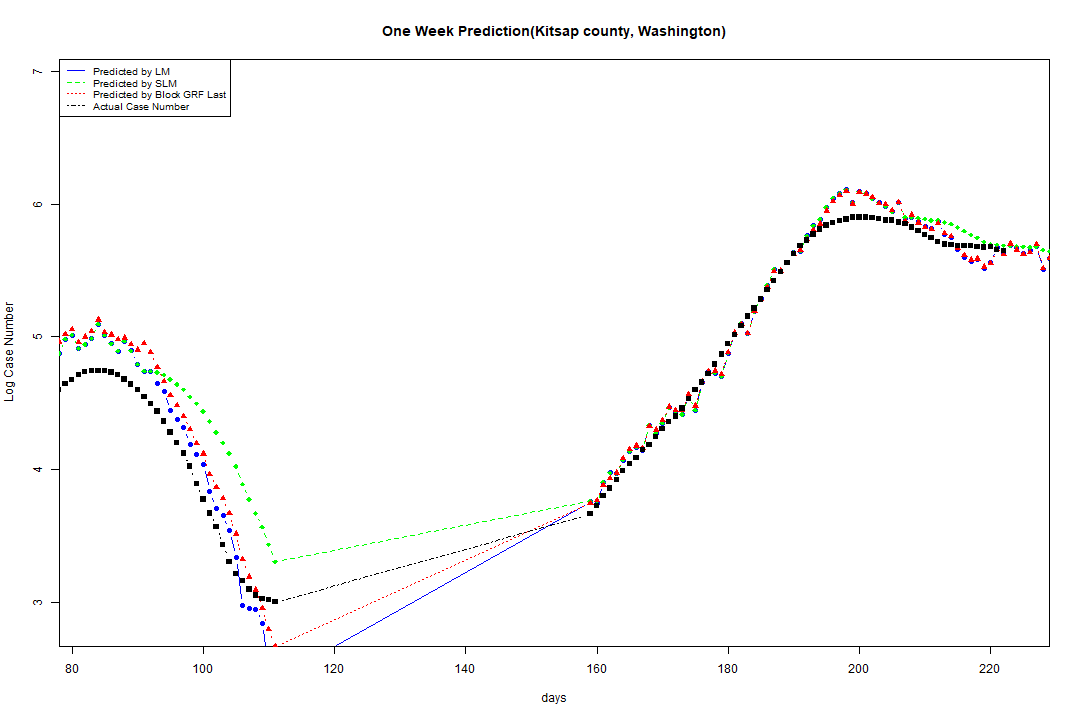 One Week Prediction(Kitsap county, Washington)
Predicted by LM
Predicted by SLM
Predicted by Block GRF Last
Actual Case Number
7
6
5
4
3
Log Case Number
80 100 120 140 160 180 200 220
days